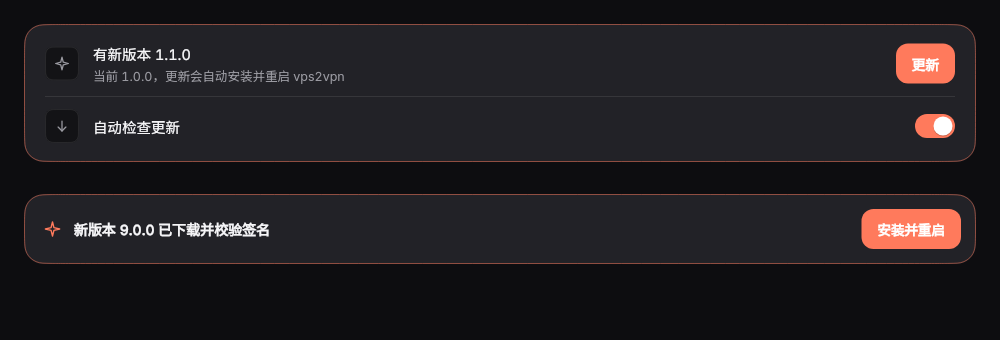 有新版本 1.1.0
当前 1.0.0，更新会自动安装并重启 vps2vpn
更新
自动检查更新
新版本 9.0.0 已下载并校验签名
安装并重启